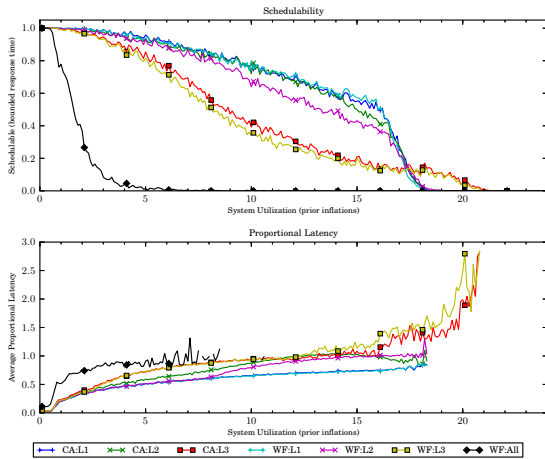 Schedulability
Schedulable (bounded response time)
1.0
0.8
0.6
0.4
0.2
0.0
0 5 10 15 20
System Utilization (prior inflations)
Proportional Latency
Average Proportional Latency
3.0
2.5
2.0
1.5
1.0
0.5
0.0
0 5 10 15 20
System Utilization (prior inflations)
CA:L1 CA:L2 CA:L3 WF:L1 WF:L2 WF:L3 WF:All